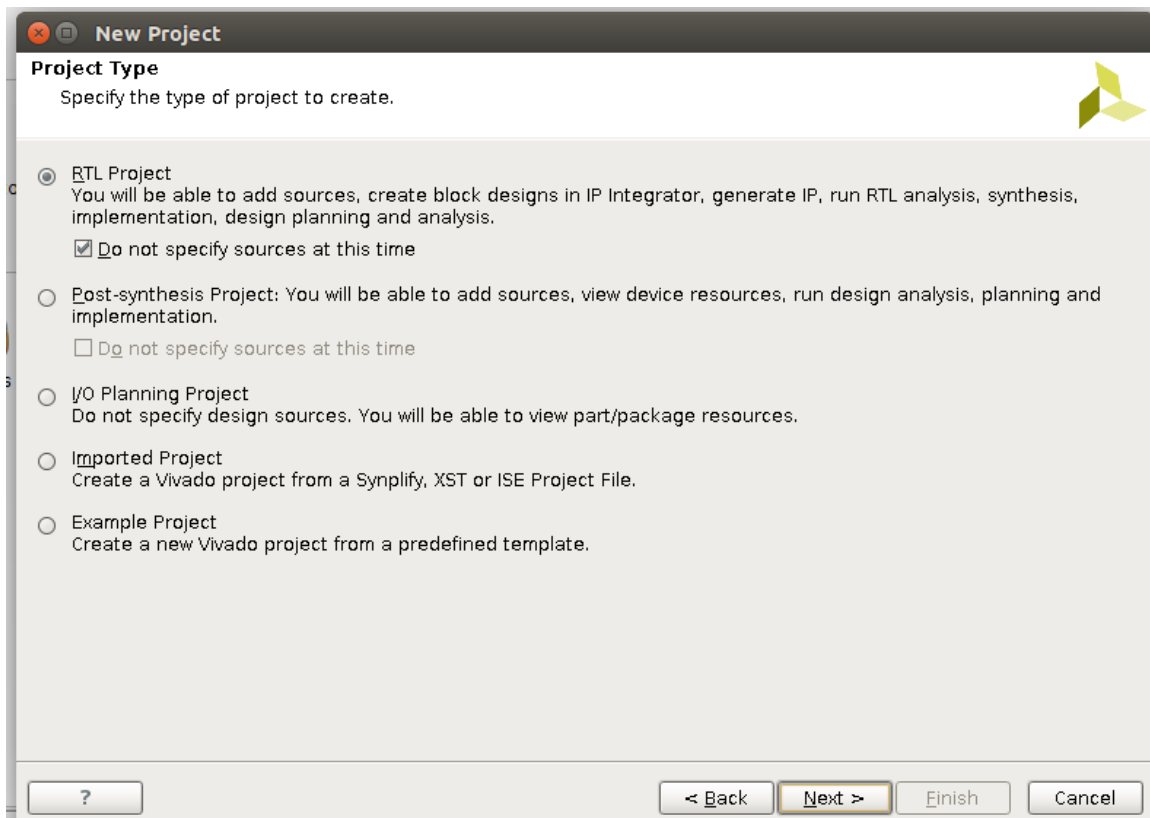 New Project
Project Type
Specify the type of project to create.
RTL Project
You will be able to add sources, create block designs in IP Integrator, generate IP, run RTL analysis, synthesis,
implementation, design planning and analysis.
Do not specify sources at this time
Post-synthesis Project: You will be able to add sources, view device resources, run design analysis, planning and
implementation.
Do not specify sources at this time
I/O Planning Project
Do not specify design sources. You will be able to view part/package resources.
Imported Project
Create a Vivado project from a Synplify, XST or ISE Project File.
Example Project
Create a new Vivado project from a predefined template.
? < Back Next > Finish Cancel